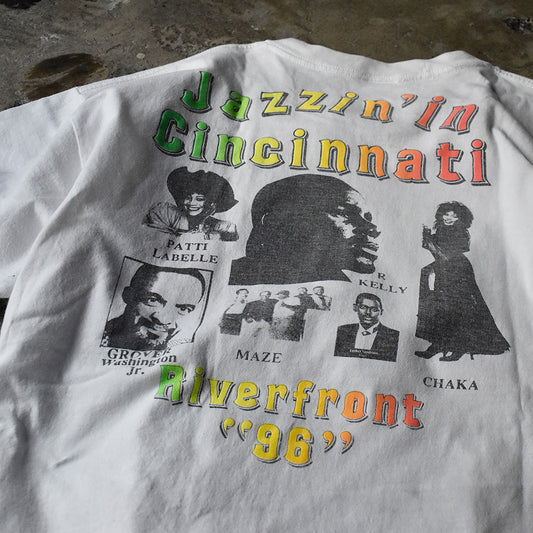 Jazzin' in
Cincinnati
PATTI
LABELLE
R
KELLY
GROVER
Washington
Jr.
MAZE
CHAKA
Riverfront
"96"